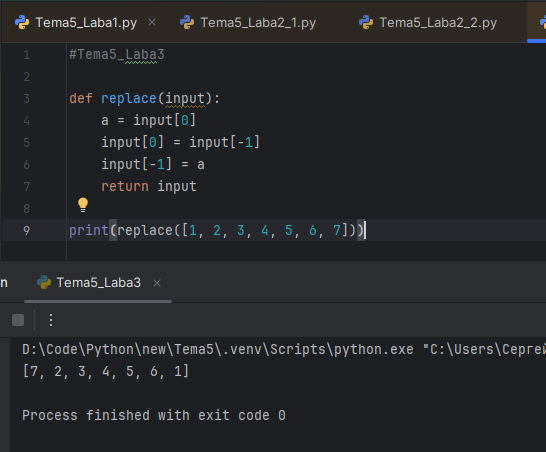 Tema5_Laba1.py × Tema5_Laba2_1.py Tema5_Laba2_2.py
1 #Tema5_Laba3
2
3 def replace(input):
4     a = input[0]
5     input[0] = input[-1]
6     input[-1] = a
7     return input
8
9 print(replace([1, 2, 3, 4, 5, 6, 7]))
n Tema5_Laba3 ×
D:\Code\Python\new\Tema5\.venv\Scripts\python.exe "C:\Users\Сергей
[7, 2, 3, 4, 5, 6, 1]
Process finished with exit code 0